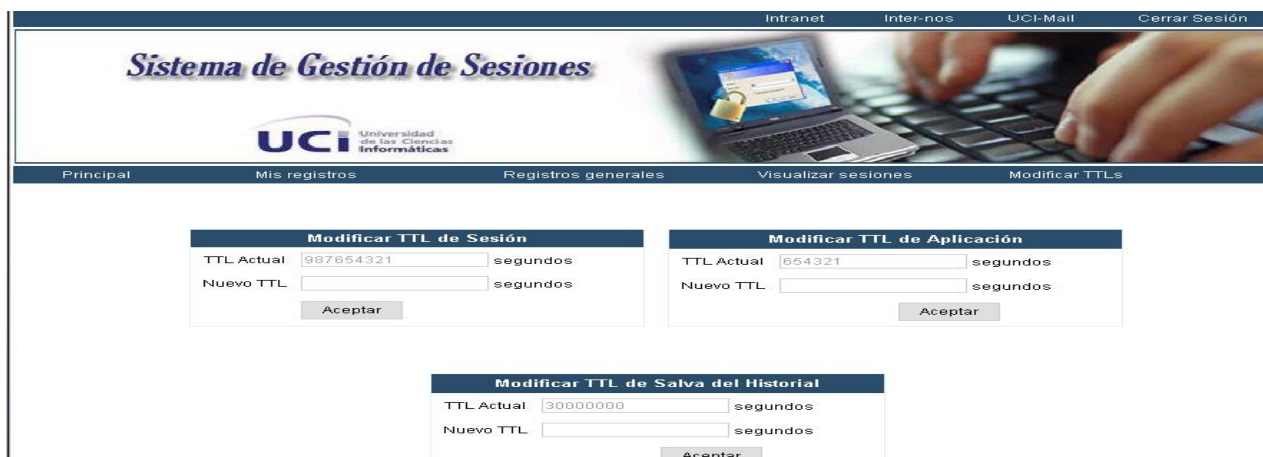 Intranet Inter-nos UCI-Mail Cerrar Sesión
Sistema de Gestión de Sesiones
UCI Universidad
de las Ciencias
Informáticas
Principal Mis registros Registros generales Visualizar sesiones Modificar TTLs
Modificar TTL de Sesión
TTL Actual 987654321 segundos
Nuevo TTL segundos
Aceptar
Modificar TTL de Aplicación
TTL Actual 654321 segundos
Nuevo TTL segundos
Aceptar
Modificar TTL de Salva del Historial
TTL Actual 30000000 segundos
Nuevo TTL segundos
Aceptar